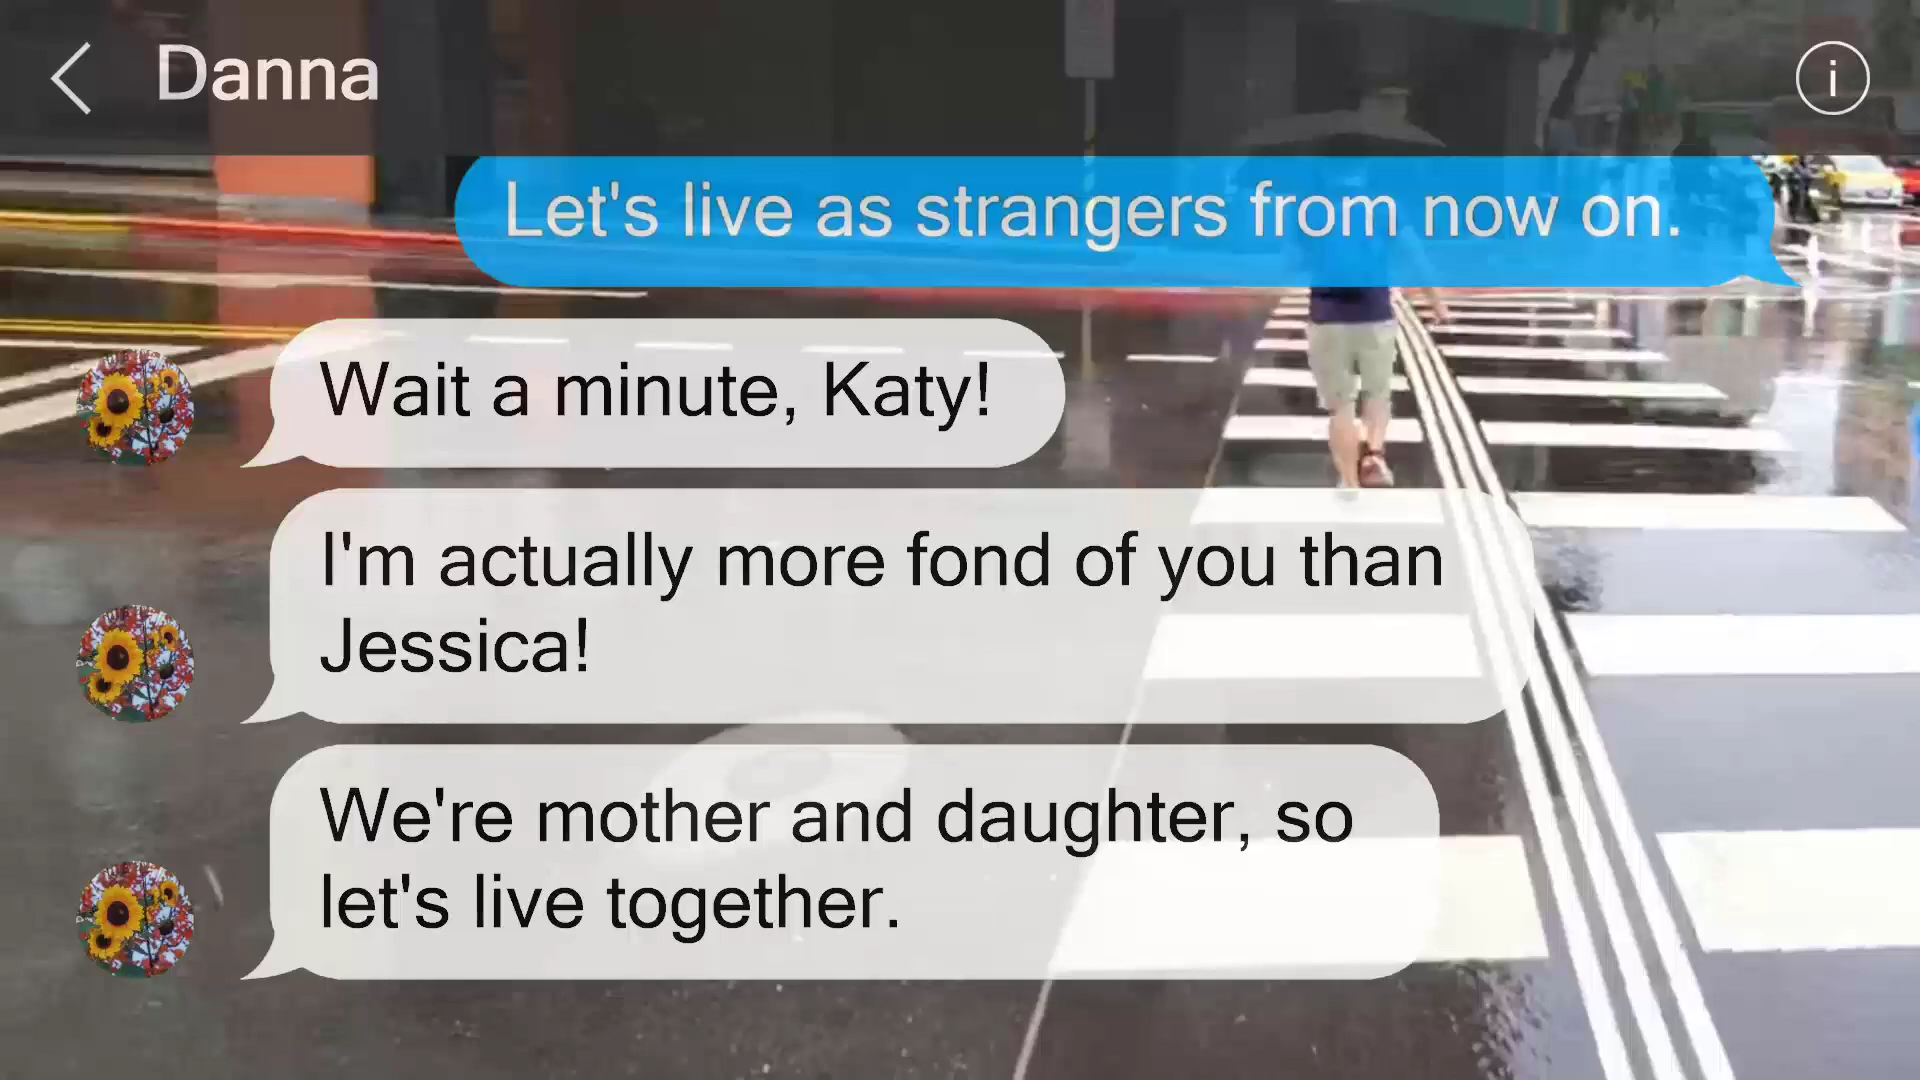 Danna
Let's live as strangers from now on.
Wait a minute, Katy!
I'm actually more fond of you than
Jessica!
We're mother and daughter, so
let's live together.